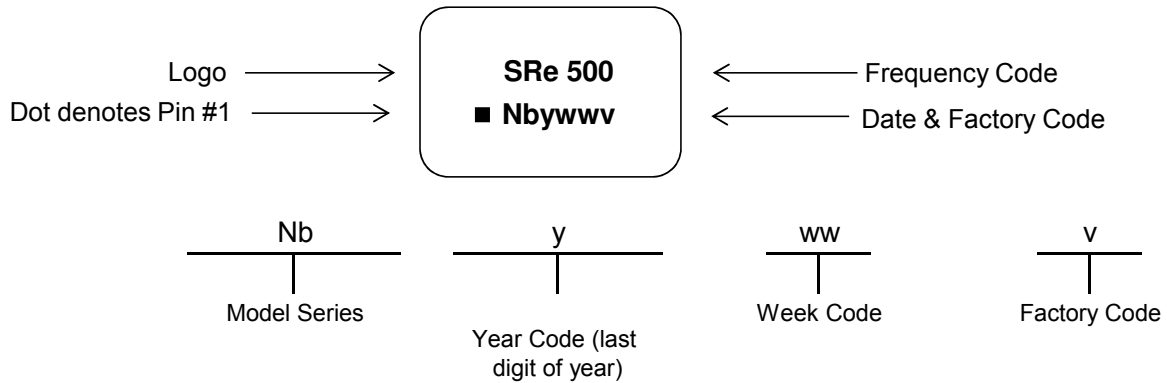 Logo
SRe 500
Frequency Code
Dot denotes Pin #1
Nbywwv
Date & Factory Code
Nb
y
ww
v
Model Series
Year Code (last
digit of year)
Week Code
Factory Code